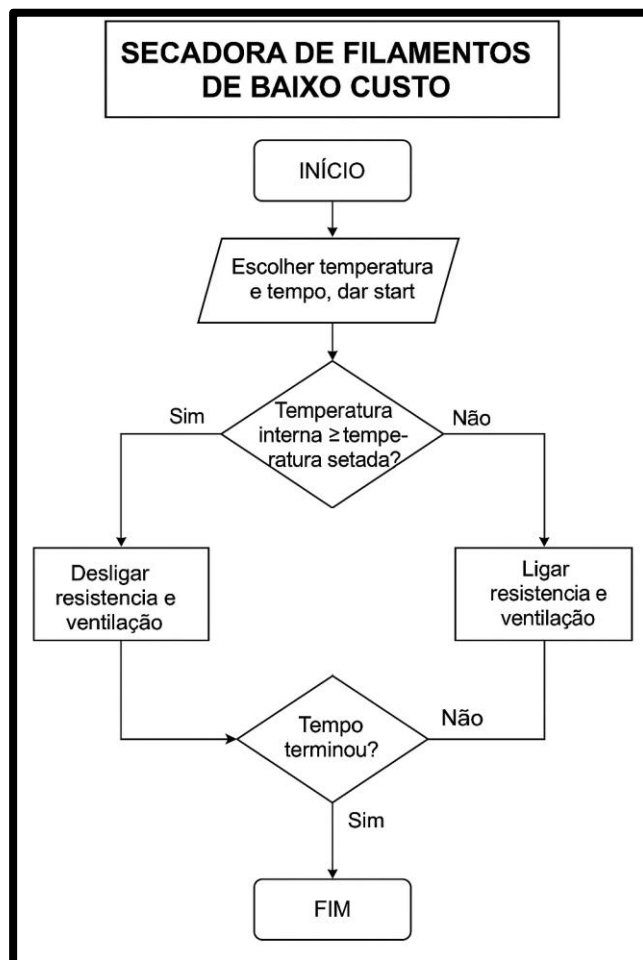 SECADORA DE FILAMENTOS
DE BAIXO CUSTO
INÍCIO
Escolher temperatura
e tempo, dar start
Temperatura
interna ≥ tempe-
ratura setada?
Sim
Não
Desligar
resistencia e
ventilação
Ligar
resistencia e
ventilação
Tempo
terminou?
Não
Sim
FIM